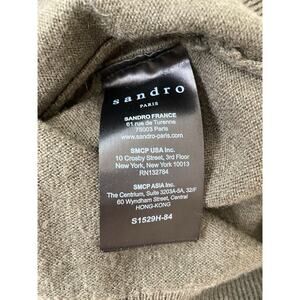 sandro
PARIS
SANDRO FRANCE
61 rue de Turenne
75003 Paris
www.sandro-paris.com
SMCP USA Inc.
10 Crosby Street, 3rd Floor
New York, New York 10013
RN132784
SMCP ASIA Inc.
The Centrium, Suite 3203A-5A, 32/F
60 Wyndham Street, Central
HONG-KONG
S1529H-84